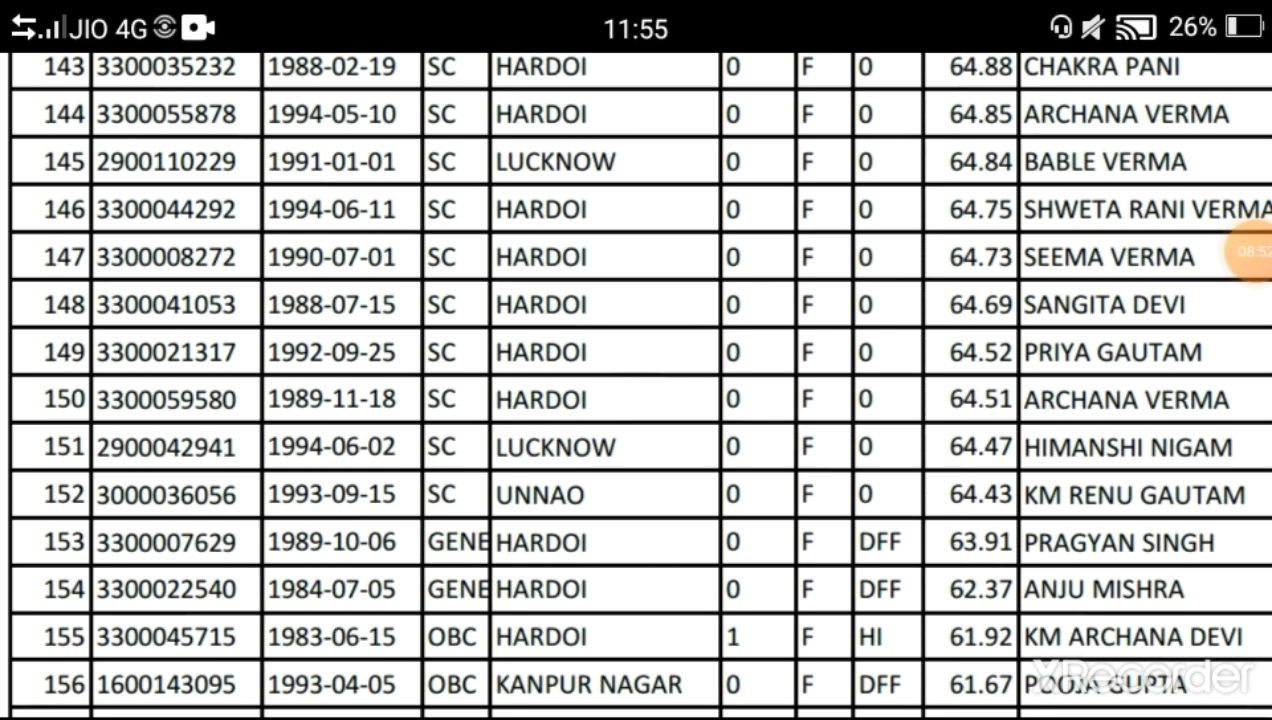 JIO 4G 11:55 26%
143 3300035232 1988-02-19 SC HARDOI 0 F 0 64.88 CHAKRA PANI
144 3300055878 1994-05-10 SC HARDOI 0 F 0 64.85 ARCHANA VERMA
145 2900110229 1991-01-01 SC LUCKNOW 0 F 0 64.84 BABLE VERMA
146 3300044292 1994-06-11 SC HARDOI 0 F 0 64.75 SHWETA RANI VERMA
147 3300008272 1990-07-01 SC HARDOI 0 F 0 64.73 SEEMA VERMA 08:52
148 3300041053 1988-07-15 SC HARDOI 0 F 0 64.69 SANGITA DEVI
149 3300021317 1992-09-25 SC HARDOI 0 F 0 64.52 PRIYA GAUTAM
150 3300059580 1989-11-18 SC HARDOI 0 F 0 64.51 ARCHANA VERMA
151 2900042941 1994-06-02 SC LUCKNOW 0 F 0 64.47 HIMANSHI NIGAM
152 3000036056 1993-09-15 SC UNNAO 0 F 0 64.43 KM RENU GAUTAM
153 3300007629 1989-10-06 GENE HARDOI 0 F DFF 63.91 PRAGYAN SINGH
154 3300022540 1984-07-05 GENE HARDOI 0 F DFF 62.37 ANJU MISHRA
155 3300045715 1983-06-15 OBC HARDOI 1 F HI 61.92 KM ARCHANA DEVI
156 1600143095 1993-04-05 OBC KANPUR NAGAR 0 F DFF 61.67 POOJA GUPTA
XRecorder